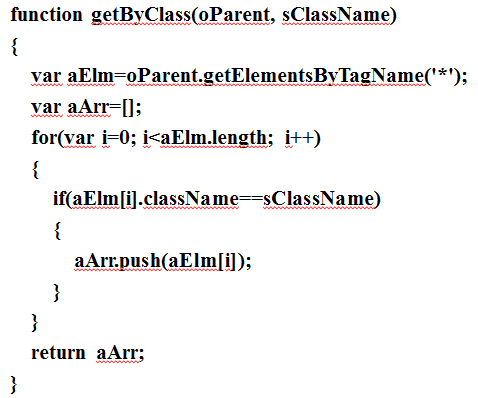 function getByClass(oParent, sClassName)
{
var aElm=oParent.getElementsByTagName('*');
var aArr=[];
for(var i=0; i<aElm.length; i++)
{
if(aElm[i].className==sClassName)
{
aArr.push(aElm[i]);
}
}
return aArr;
}